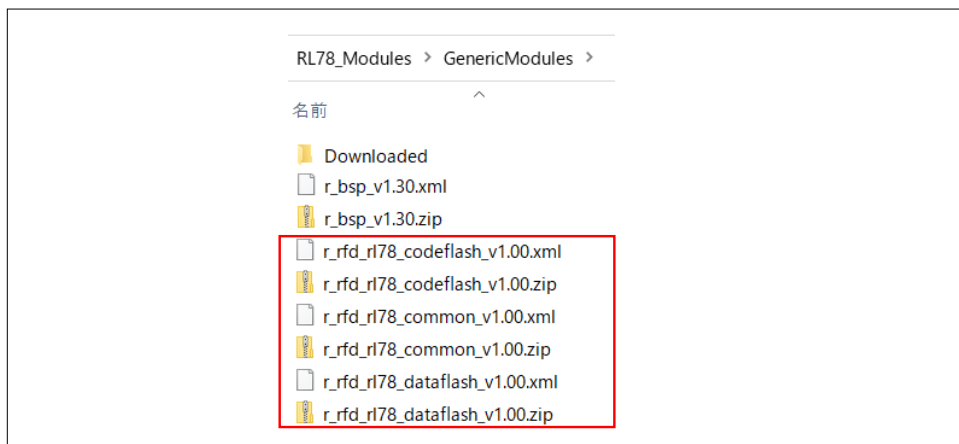 RL78_Modules > GenericModules >
名前
Downloaded
r_bsp_v1.30.xml
r_bsp_v1.30.zip
r_rfd_rl78_codeflash_v1.00.xml
r_rfd_rl78_codeflash_v1.00.zip
r_rfd_rl78_common_v1.00.xml
r_rfd_rl78_common_v1.00.zip
r_rfd_rl78_dataflash_v1.00.xml
r_rfd_rl78_dataflash_v1.00.zip